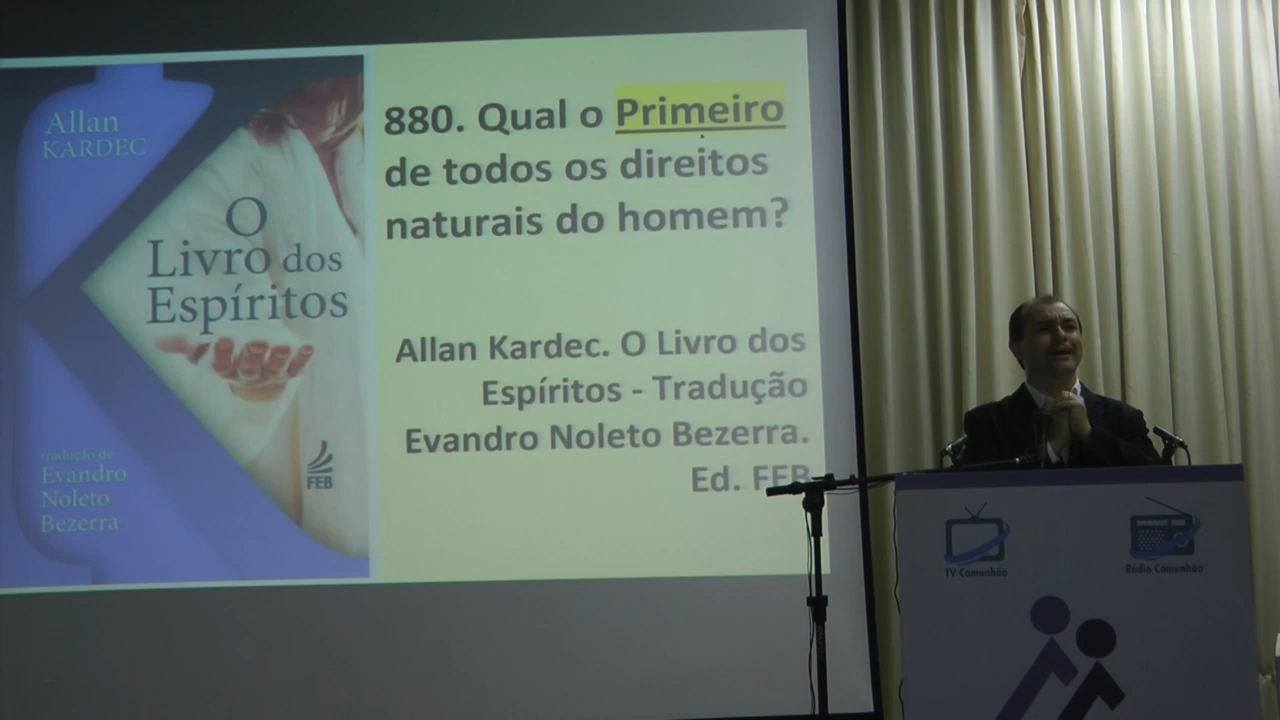 Allan
KARDEC
O
Livro dos
Espíritos
tradução de
Evandro
Noleto
Bezerra
FEB
880. Qual o Primeiro
de todos os direitos
naturais do homem?
Allan Kardec. O Livro dos
Espíritos - Tradução
Evandro Noleto Bezerra.
Ed. FEB
TV Comunhão
Rádio Comunhão